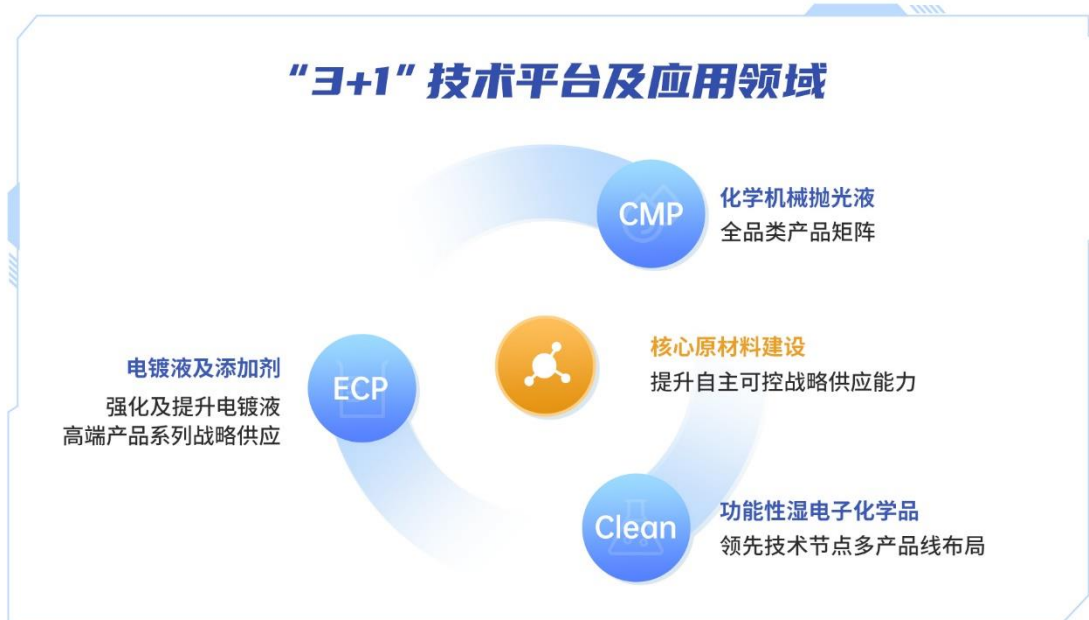 “3+1”技术平台及应用领域
CMP
化学机械抛光液
全品类产品矩阵
核心原材料建设
提升自主可控战略供应能力
电镀液及添加剂
强化及提升电镀液
高端产品系列战略供应
ECP
Clean
功能性湿电子化学品
领先技术节点多产品线布局